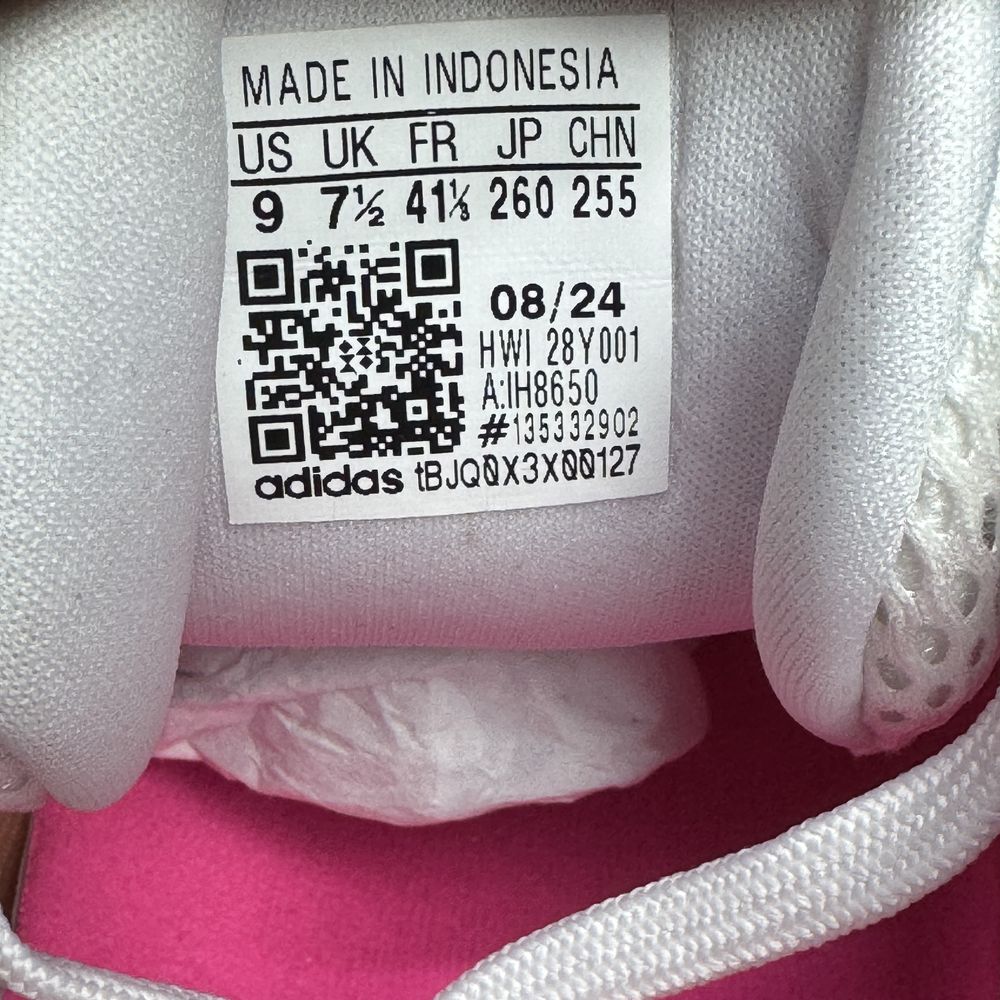 MADE IN INDONESIA
US UK FR JP CHN
9 7½ 41⅓ 260 255
08/24
HWI 28Y001
A:IH8650
#135332902
adidas tBJQ0X3X00127